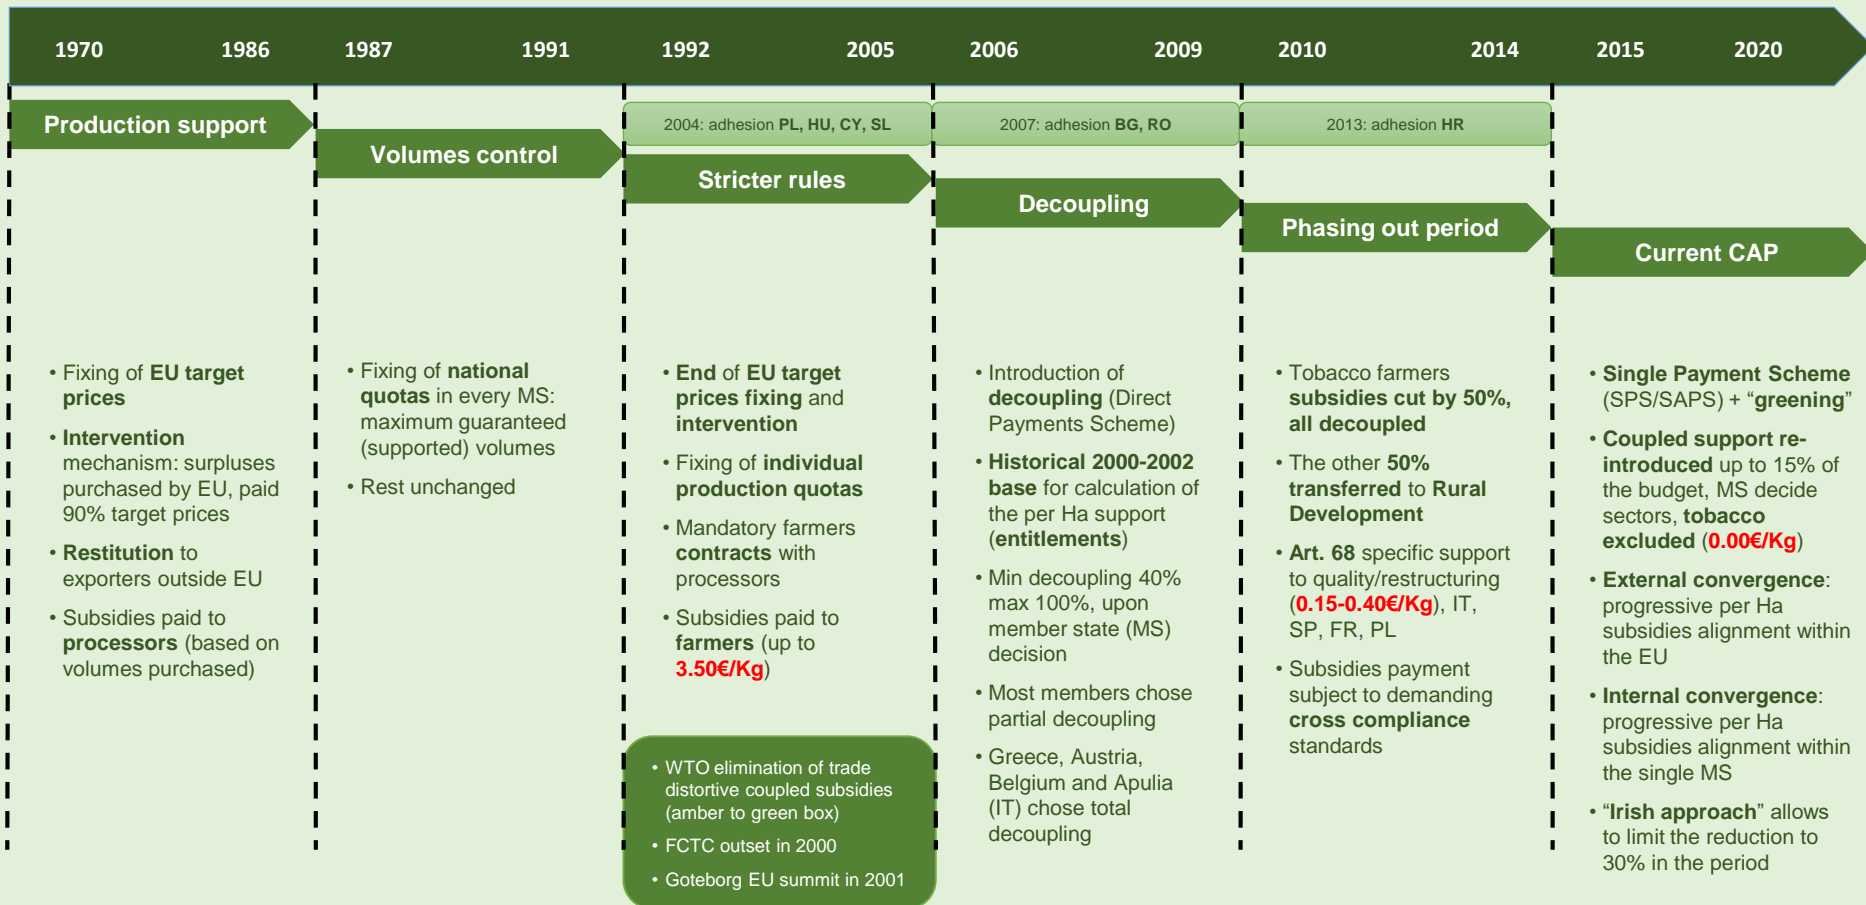 1970 1986 1987 1991 1992 2005 2006 2009 2010 2014 2015 2020
Production support
Volumes control
2004: adhesion PL, HU, CY, SL
Stricter rules
2007: adhesion BG, RO
Decoupling
2013: adhesion HR
Phasing out period
Current CAP
• Fixing of EU target
prices
• Intervention
mechanism: surpluses
purchased by EU, paid
90% target prices
• Restitution to
exporters outside EU
• Subsidies paid to
processors (based on
volumes purchased)
• Fixing of national
quotas in every MS:
maximum guaranteed
(supported) volumes
• Rest unchanged
• End of EU target
prices fixing and
intervention
• Fixing of individual
production quotas
• Mandatory farmers
contracts with
processors
• Subsidies paid to
farmers (up to
3.50€/Kg)
• WTO elimination of trade
distortive coupled subsidies
(amber to green box)
• FCTC outset in 2000
• Goteborg EU summit in 2001
• Introduction of
decoupling (Direct
Payments Scheme)
• Historical 2000-2002
base for calculation of
the per Ha support
(entitlements)
• Min decoupling 40%
max 100%, upon
member state (MS)
decision
• Most members chose
partial decoupling
• Greece, Austria,
Belgium and Apulia
(IT) chose total
decoupling
• Tobacco farmers
subsidies cut by 50%,
all decoupled
• The other 50%
transferred to Rural
Development
• Art. 68 specific support
to quality/restructuring
(0.15-0.40€/Kg), IT,
SP, FR, PL
• Subsidies payment
subject to demanding
cross compliance
standards
• Single Payment Scheme
(SPS/SAPS) + “greening”
• Coupled support re-
introduced up to 15% of
the budget, MS decide
sectors, tobacco
excluded (0.00€/Kg)
• External convergence:
progressive per Ha
subsidies alignment within
the EU
• Internal convergence:
progressive per Ha
subsidies alignment within
the single MS
• “Irish approach” allows
to limit the reduction to
30% in the period